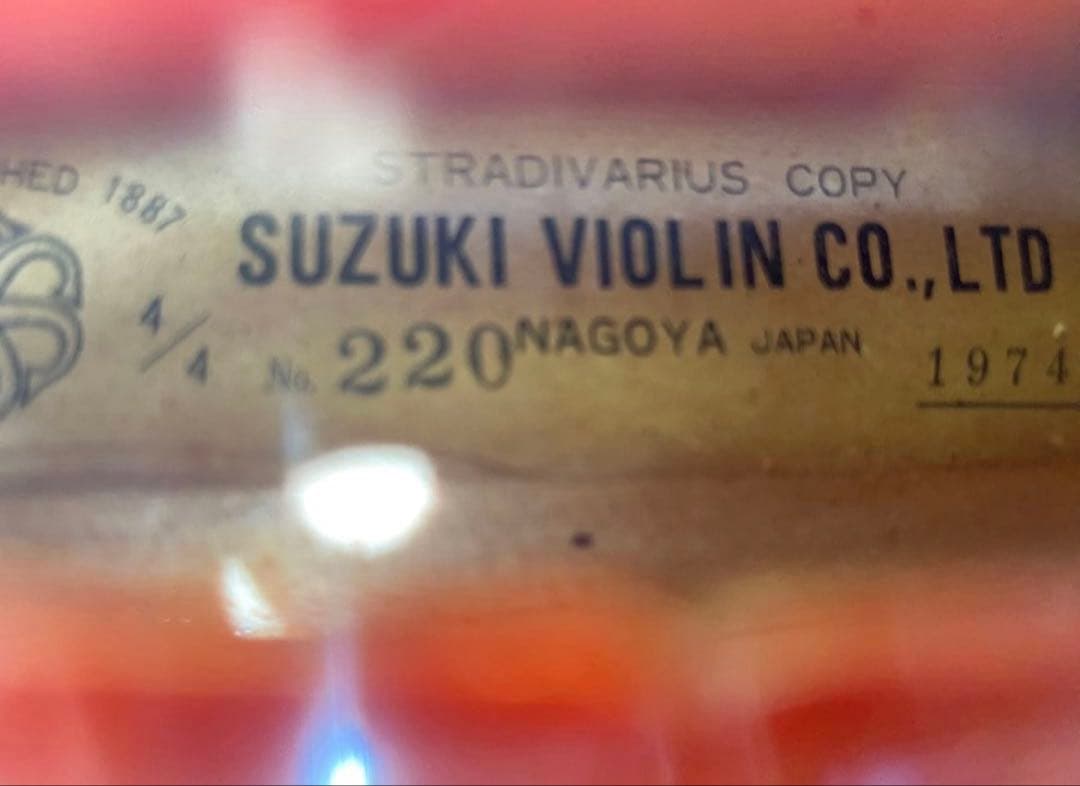 STRADIVARIUS COPY
HED 1887
SUZUKI VIOLIN CO., LTD
4/4 No. 220 NAGOYA JAPAN 1974